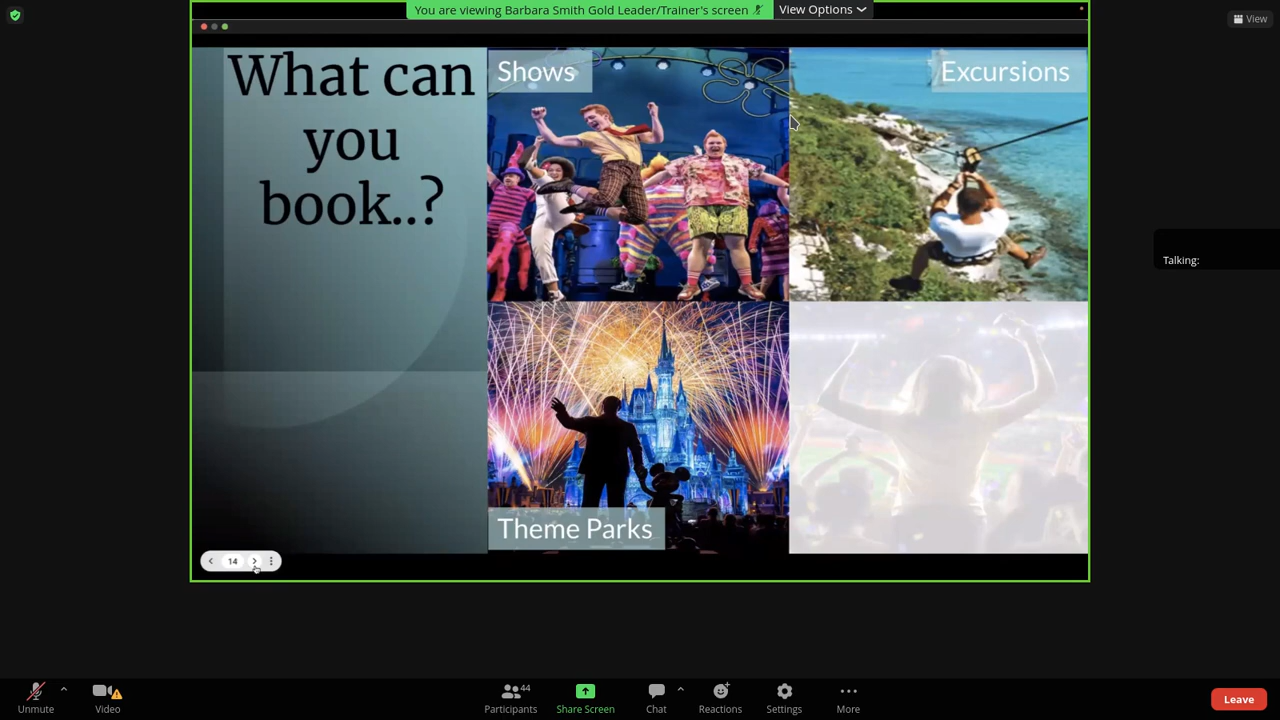 You are viewing Barbara Smith Gold Leader/Trainer's screen
View Options
View
What can
you
book..?
Shows
Excursions
Talking:
Theme Parks
14
Unmute
Video
Participants
44
Share Screen
Chat
Reactions
Settings
More
Leave